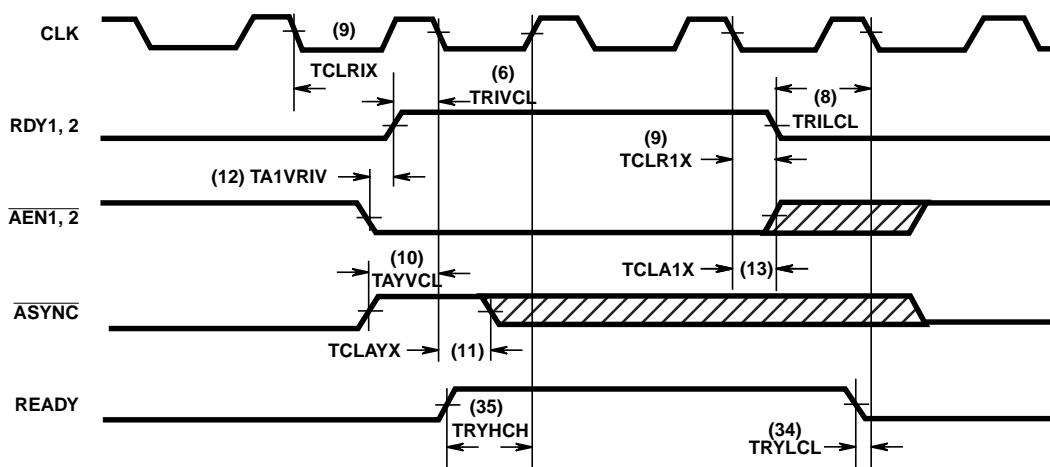 CLK
(9)
TCLRIX
(6)
TRIVCL
(8)
TRILCL
RDY1, 2
(9)
TCLR1X
(12) TA1VRIV
AEN1, 2
(10)
TAYVCL
TCLA1X
(13)
ASYNC
TCLAYX
(11)
READY
(35)
TRYHCH
(34)
TRYLCL